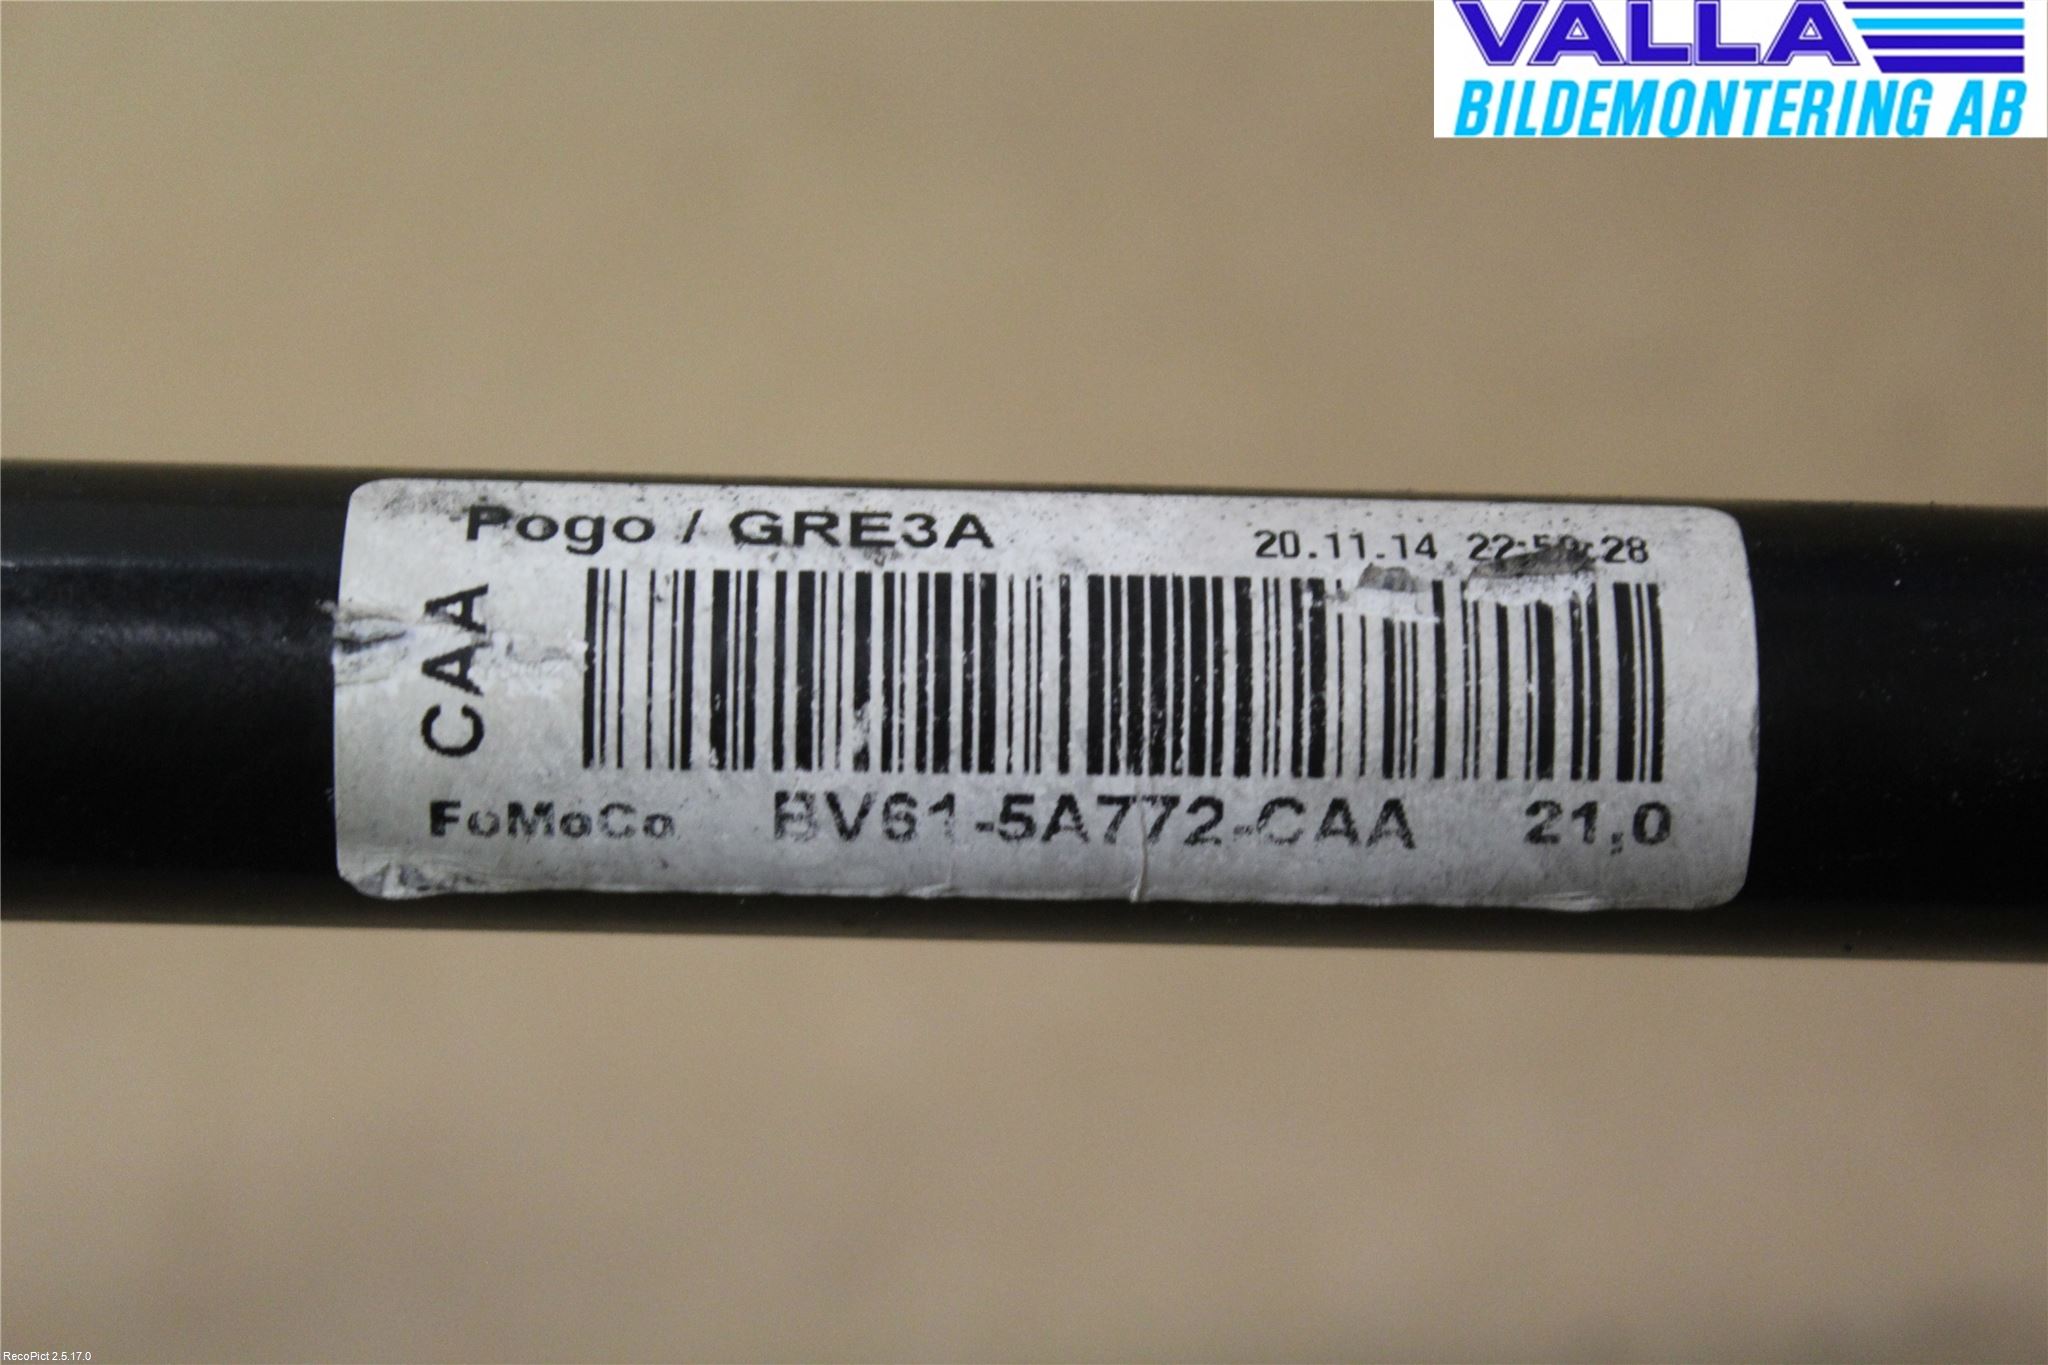 VALLA
BILDEMONTERING AB
Pogo / GRE3A
20.11.14 22:59:28
CAA
FoMoCo BV61-5A772-CAA 21,0
RecoPict 2.5.17.0